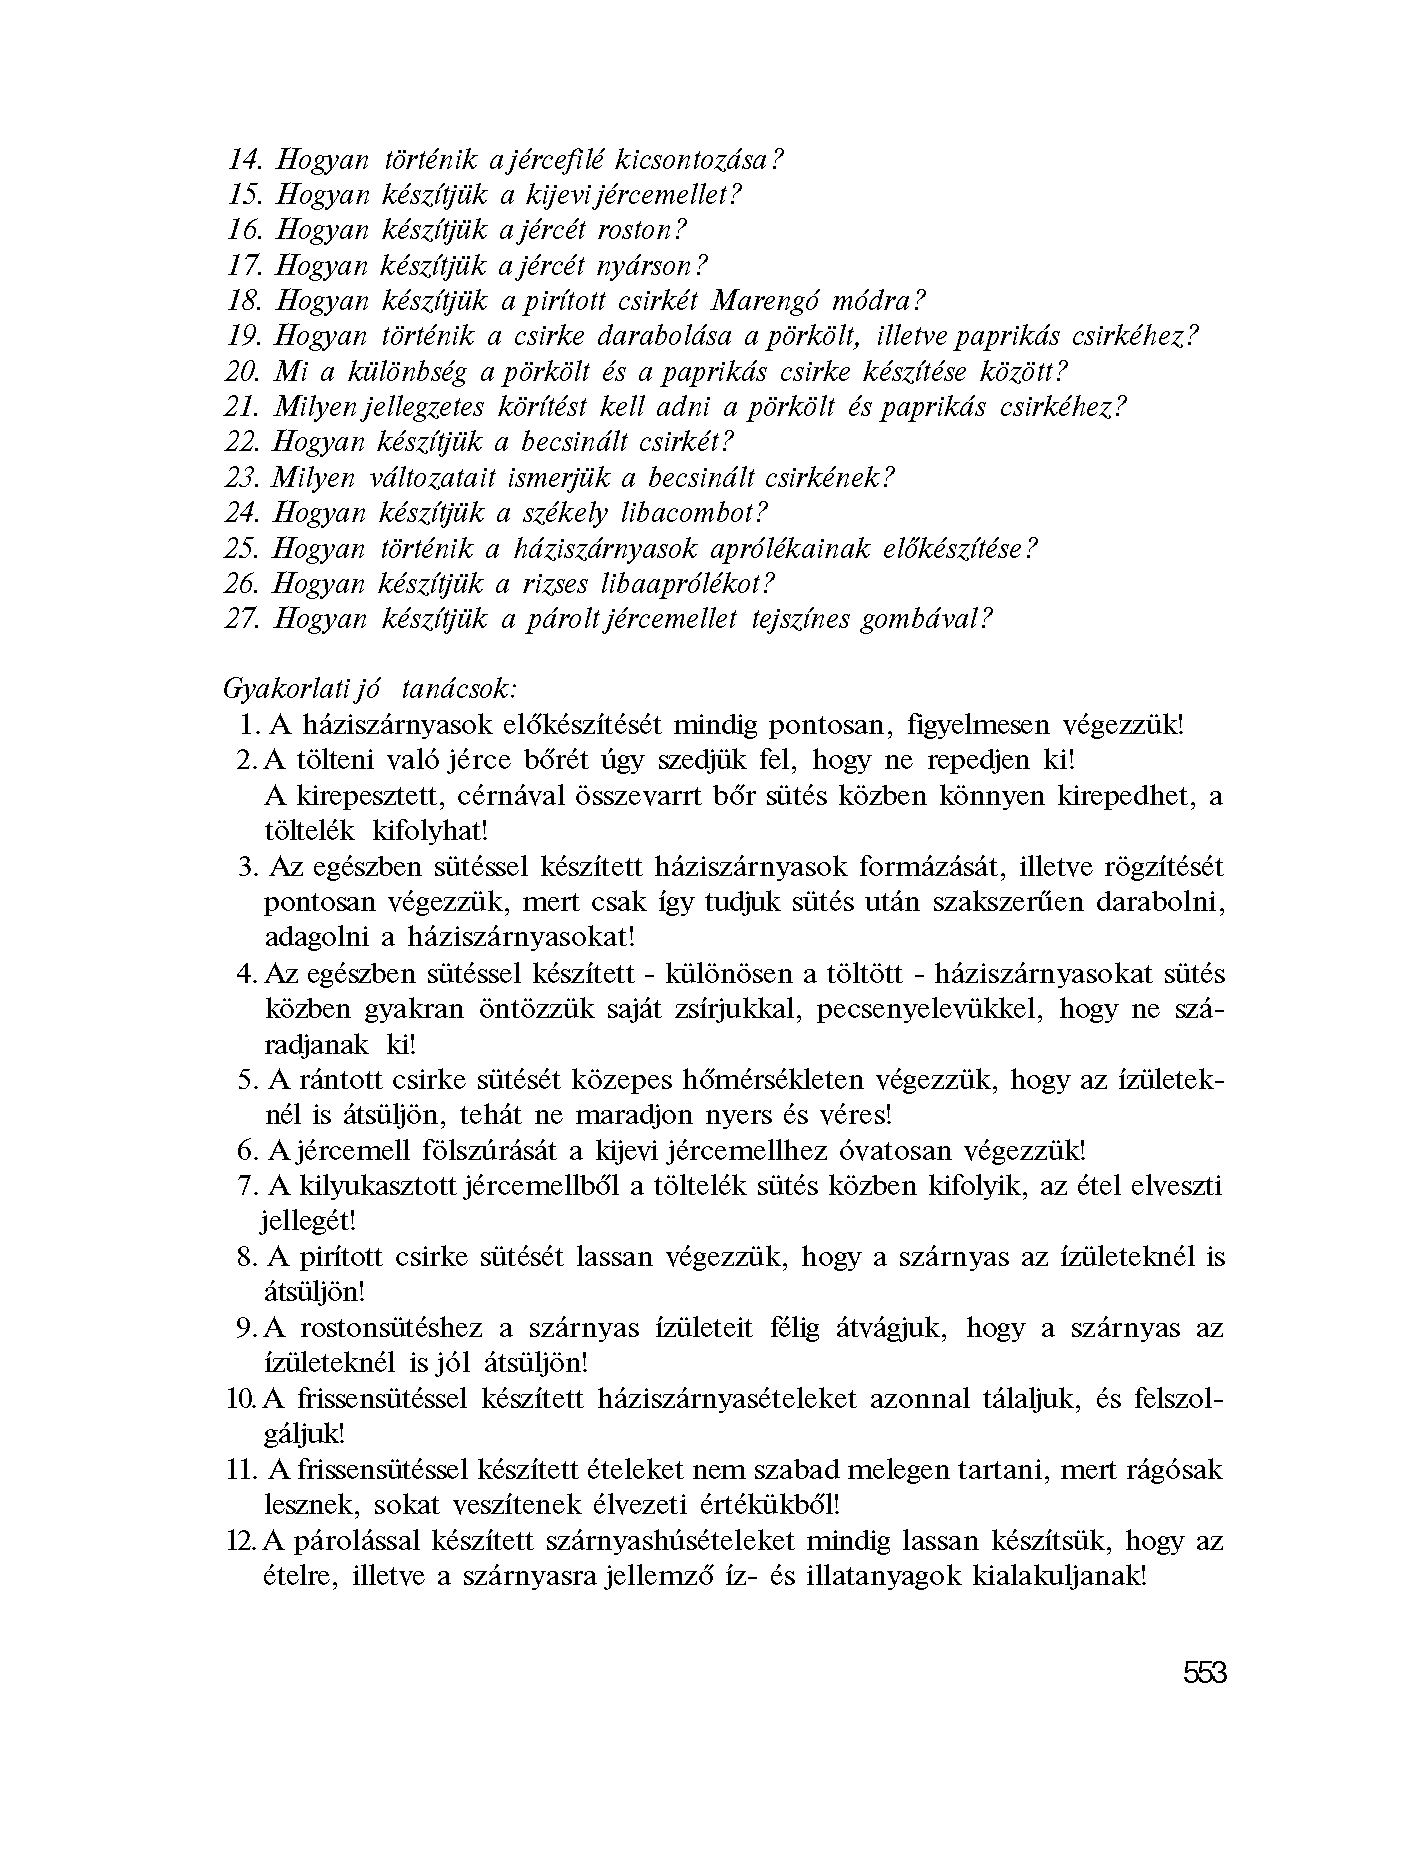 14. Hogyan történik a jércefilé kicsontozása?
15. Hogyan készítjük a kijevi jércemellet?
16. Hogyan készítjük a jércét roston?
17. Hogyan készítjük a jércét nyárson?
18. Hogyan készítjük a pirított csirkét Marengó módra?
19. Hogyan történik a csirke darabolása a pörkölt, illetve paprikás csirkéhez?
20. Mi a különbség a pörkölt és a paprikás csirke készítése között?
21. Milyen jellegzetes körítést kell adni a pörkölt és paprikás csirkéhez?
22. Hogyan készítjük a becsinált csirkét?
23. Milyen változatait ismerjük a becsinált csirkének?
24. Hogyan készítjük a székely libacombot?
25. Hogyan történik a háziszárnyasok aprólékainak előkészítése?
26. Hogyan készítjük a rizses libaaprólékot?
27. Hogyan készítjük a párolt jércemellet tejszínes gombával?
Gyakorlati jó tanácsok:
1. A háziszárnyasok előkészítését mindig pontosan, figyelmesen végezzük!
2. A tölteni való jérce bőrét úgy szedjük fel, hogy ne repedjen ki!
A kirepesztett, cérnával összevarrt bőr sütés közben könnyen kirepedhet, a
töltelék kifolyhat!
3. Az egészben sütéssel készített háziszárnyasok formázását, illetve rögzítését
pontosan végezzük, mert csak így tudjuk sütés után szakszerűen darabolni,
adagolni a háziszárnyasokat!
4. Az egészben sütéssel készített - különösen a töltött - háziszárnyasokat sütés
közben gyakran öntözzük saját zsírjukkal, pecsenyelevükkel, hogy ne szá-
radjanak ki!
5. A rántott csirke sütését közepes hőmérsékleten végezzük, hogy az ízületek-
nél is átsüljön, tehát ne maradjon nyers és véres!
6. A jércemell fölszúrását a kijevi jércemellhez óvatosan végezzük!
7. A kilyukasztott jércemellből a töltelék sütés közben kifolyik, az étel elveszti
jellegét!
8. A pirított csirke sütését lassan végezzük, hogy a szárnyas az ízületeknél is
átsüljön!
9. A rostonsütéshez a szárnyas ízületeit félig átvágjuk, hogy a szárnyas az
ízületeknél is jól átsüljön!
10. A frissensütéssel készített háziszárnyasételeket azonnal tálaljuk, és felszol-
gáljuk!
11. A frissensütéssel készített ételeket nem szabad melegen tartani, mert rágósak
lesznek, sokat veszítenek élvezeti értékükből!
12. A párolással készített szárnyashúsételeket mindig lassan készítsük, hogy az
ételre, illetve a szárnyasra jellemző íz- és illatanyagok kialakuljanak!
553